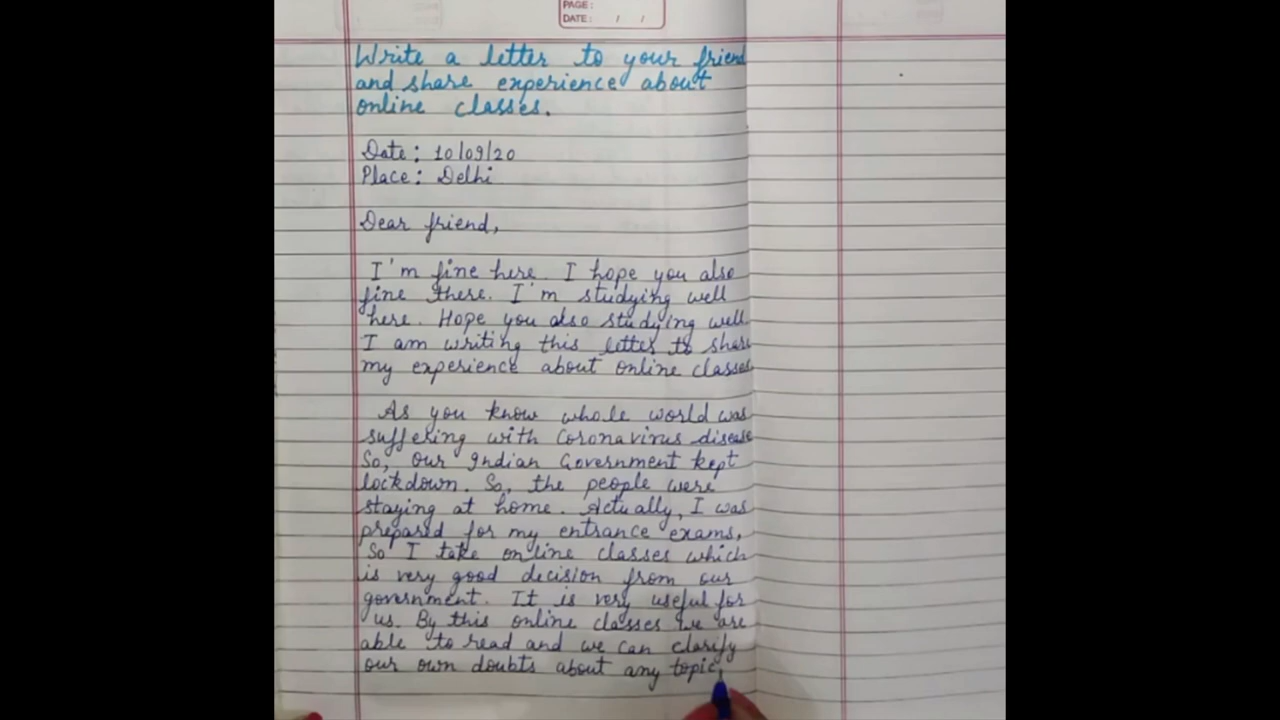 PAGE:
DATE: / /
Write a letter to your friend
and share experience about
online classes.
Date: 10/09/20
Place: Delhi
Dear friend,
I'm fine here. I hope you also
fine there. I'm studying well
here. Hope you also studying well.
I am writing this letter to share
my experience about online classes
As you know whole world was
suffering with Coronavirus disease
So, our Indian Government kept
lockdown. So, the people were
staying at home. Actually, I was
prepared for my entrance exams,
So I take online classes which
is very good decision from our
government. It is very useful for
us. By this online classes we are
able to read and we can clarify
our own doubts about any topic,